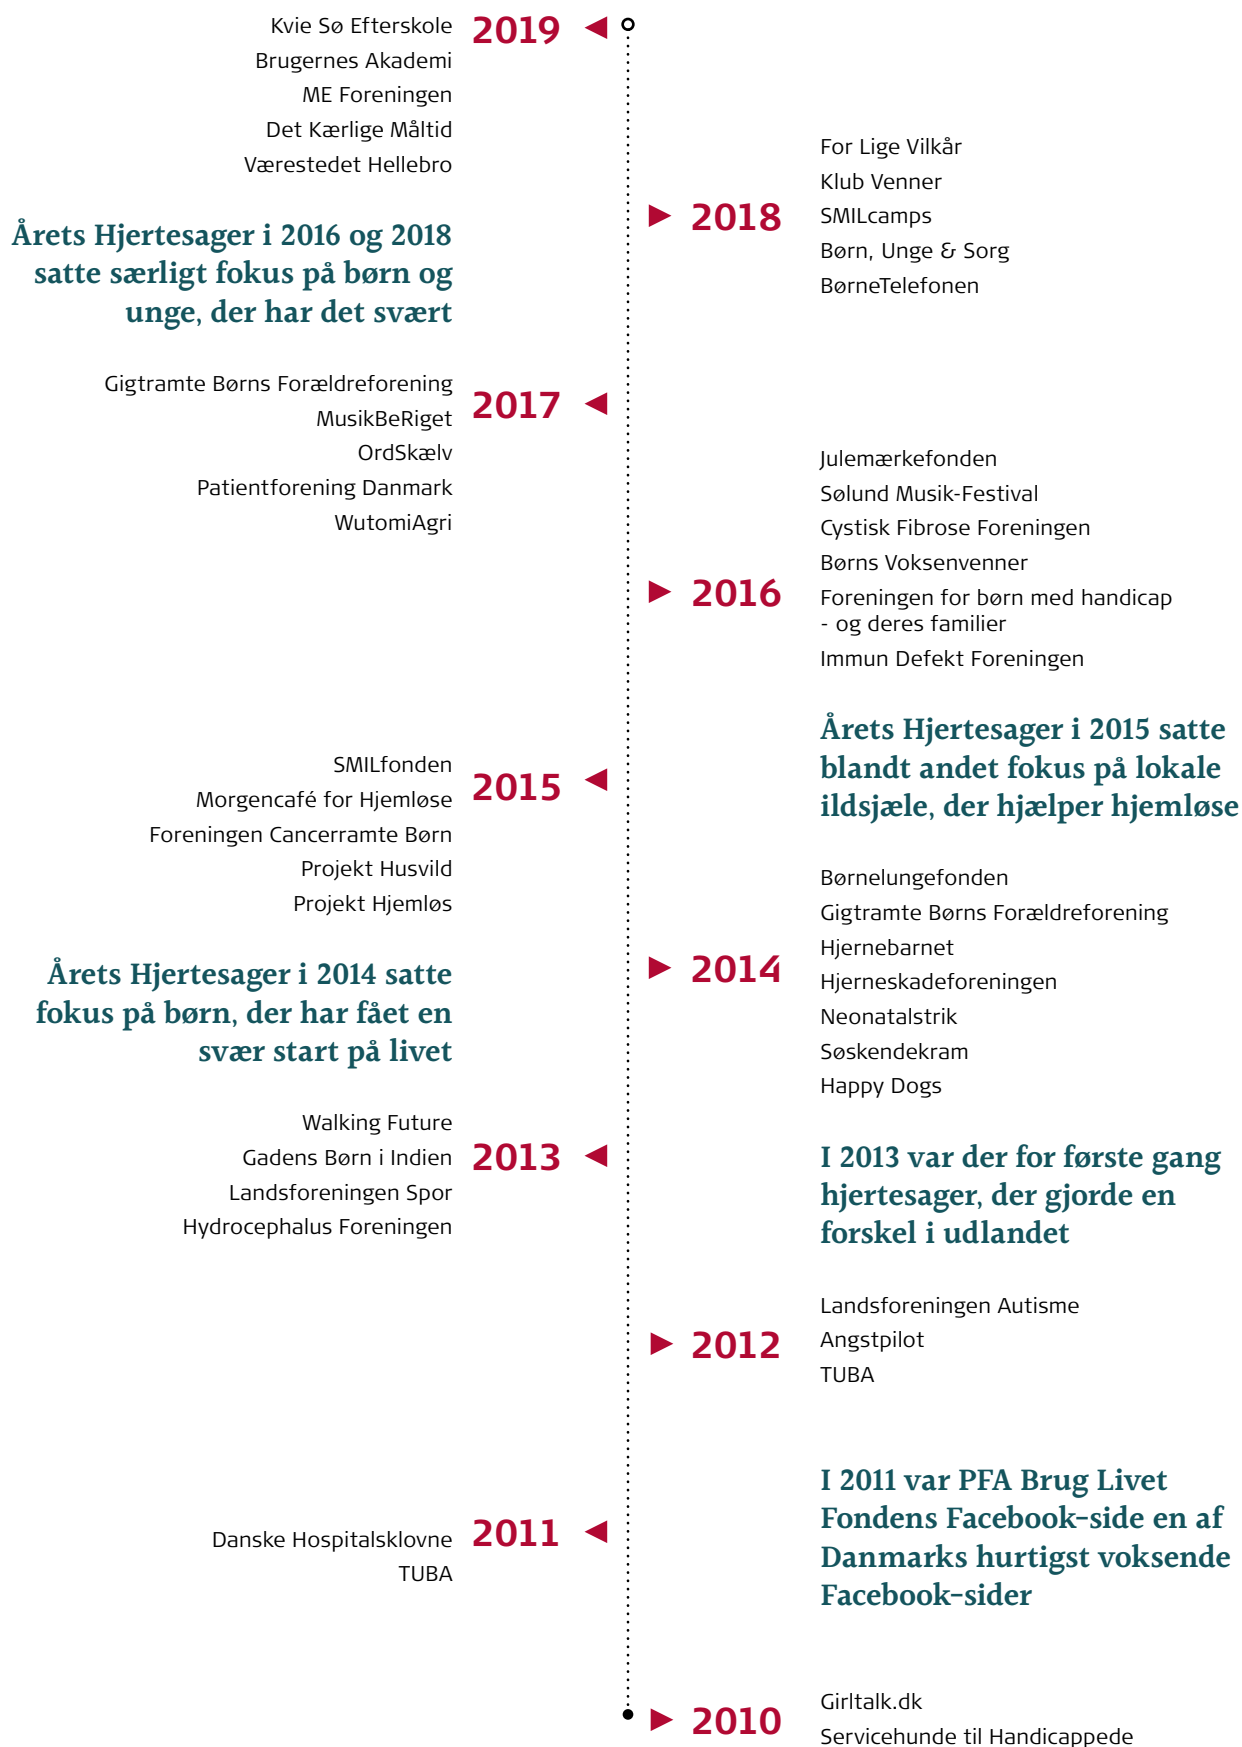 Kvie Sø Efterskole
Brugernes Akademi
ME Foreningen
Det Kærlige Måltid
Værestedet Hellebro
2019
For Lige Vilkår
Klub Venner
SMILcamps
Børn, Unge & Sorg
BørneTelefonen
2018
Årets Hjertesager i 2016 og 2018
satte særligt fokus på børn og
unge, der har det svært
Gigtramte Børns Forældreforening
MusikBeRiget
OrdSkælv
Patientforening Danmark
WutomiAgri
2017
Julemærkefonden
Sølund Musik-Festival
Cystisk Fibrose Foreningen
Børns Voksenvenner
Foreningen for børn med handicap
- og deres familier
Immun Defekt Foreningen
2016
Årets Hjertesager i 2015 satte
blandt andet fokus på lokale
ildsjæle, der hjælper hjemløse
SMILfonden
Morgencafé for Hjemløse
Foreningen Cancerramte Børn
Projekt Husvild
Projekt Hjemløs
2015
Børnelungefonden
Gigtramte Børns Forældreforening
Hjernebarnet
Hjerneskadeforeningen
Neonatalstrik
Søskendekram
Happy Dogs
2014
Årets Hjertesager i 2014 satte
fokus på børn, der har fået en
svær start på livet
Walking Future
Gadens Børn i Indien
Landsforeningen Spor
Hydrocephalus Foreningen
2013
I 2013 var der for første gang
hjertesager, der gjorde en
forskel i udlandet
Landsforeningen Autisme
Angstpilot
TUBA
2012
I 2011 var PFA Brug Livet
Fondens Facebook-side en af
Danmarks hurtigst voksende
Facebook-sider
Danske Hospitalsklovne
TUBA
2011
Girltalk.dk
Servicehunde til Handicappede
2010